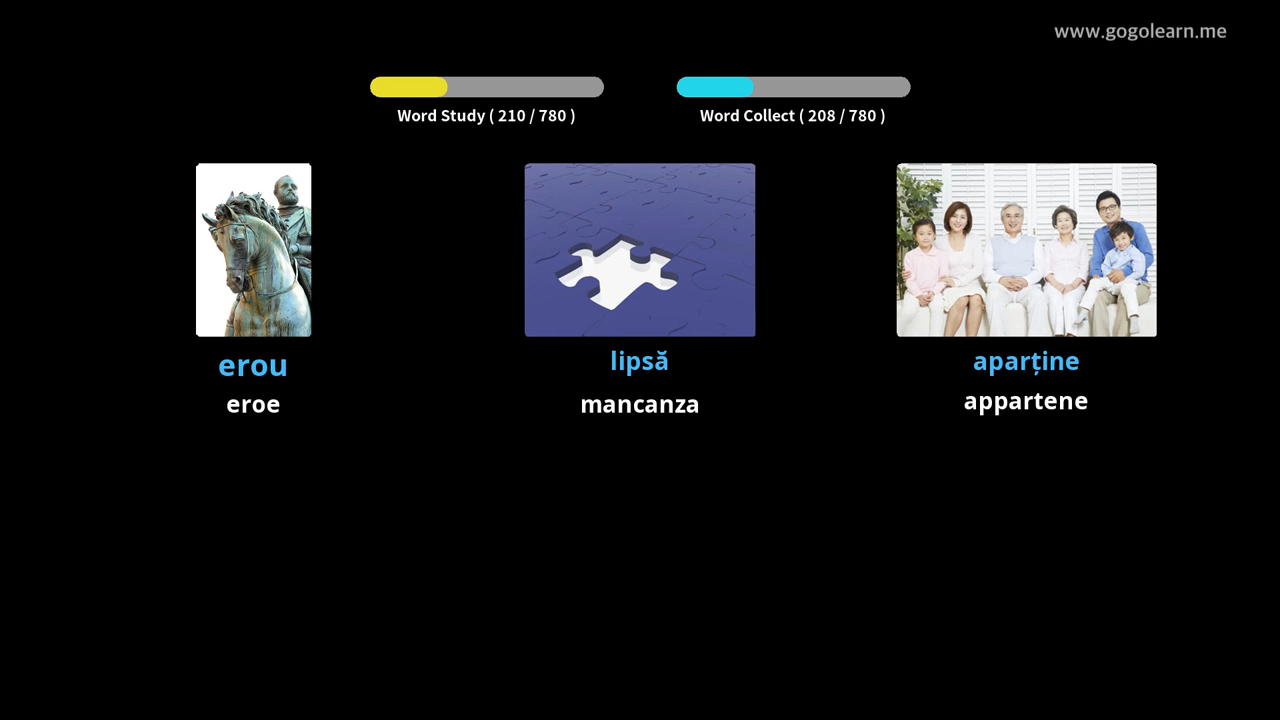 www.gogolearn.me
Word Study ( 210 / 780 )
Word Collect ( 208 / 780 )
erou
eroe
lipsă
mancanza
aparține
appartene